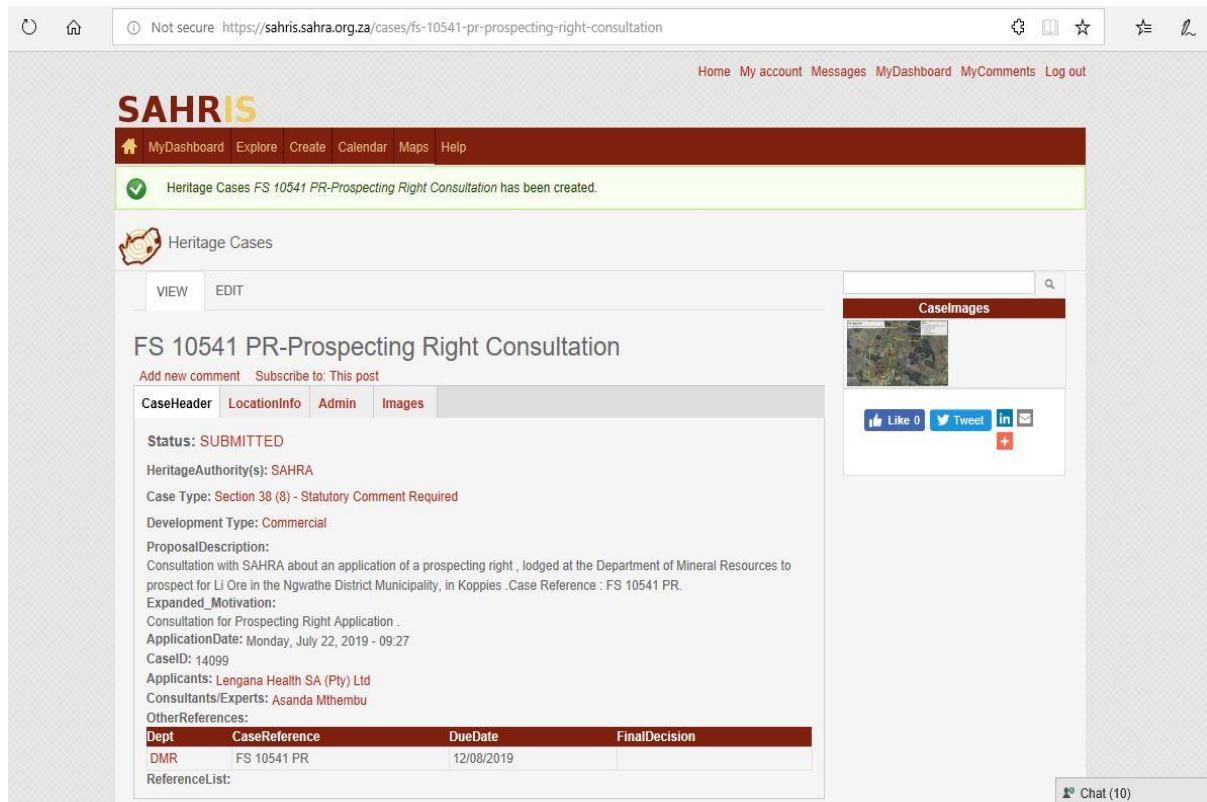 Not secure https://sahris.sahra.org.za/cases/fs-10541-pr-prospecting-right-consultation
Home My account Messages MyDashboard MyComments Log out
SAHRIS
MyDashboard Explore Create Calendar Maps Help
Heritage Cases FS 10541 PR-Prospecting Right Consultation has been created.
Heritage Cases
VIEW EDIT
CaseImages
FS 10541 PR-Prospecting Right Consultation
Add new comment Subscribe to: This post
CaseHeader LocationInfo Admin Images
Like 0 Tweet in
Status: SUBMITTED
HeritageAuthority(s): SAHRA
Case Type: Section 38 (8) - Statutory Comment Required
Development Type: Commercial
ProposalDescription:
Consultation with SAHRA about an application of a prospecting right , lodged at the Department of Mineral Resources to
prospect for Li Ore in the Ngwathe District Municipality, in Koppies .Case Reference : FS 10541 PR.
Expanded_Motivation:
Consultation for Prospecting Right Application .
ApplicationDate: Monday, July 22, 2019 - 09:27
CaseID: 14099
Applicants: Lengana Health SA (Pty) Ltd
Consultants/Experts: Asanda Mthembu
OtherReferences:
Dept CaseReference DueDate FinalDecision
DMR FS 10541 PR 12/08/2019
ReferenceList:
Chat (10)